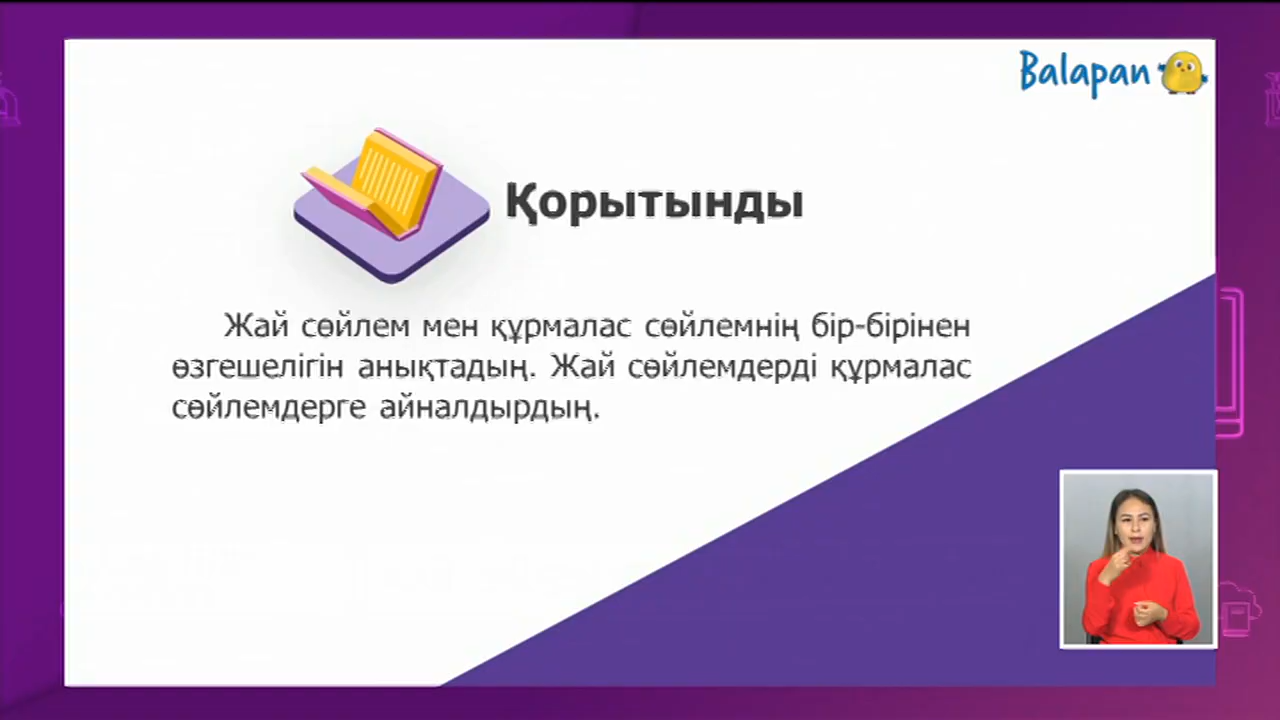 Balapan
Қорытынды
Жай сөйлем мен құрмалас сөйлемнің бір-бірінен
өзгешелігін анықтадың. Жай сөйлемдерді құрмалас
сөйлемдерге айналдырдың.